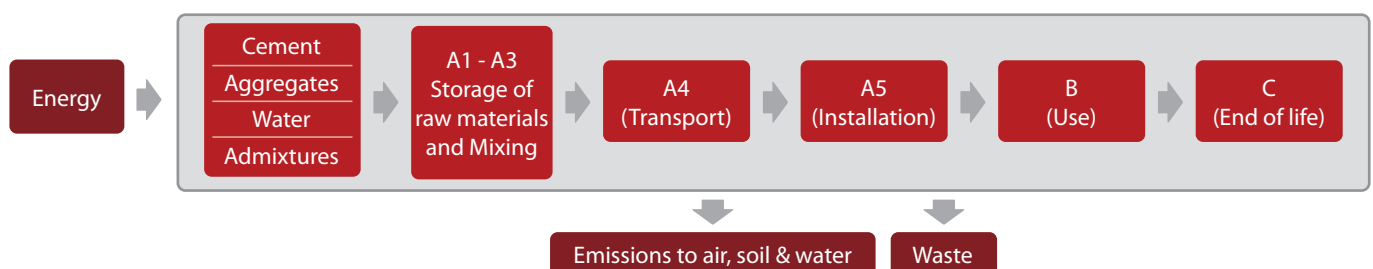 Energy
Cement
Aggregates
Water
Admixtures
A1 - A3
Storage of
raw materials
and Mixing
A4
(Transport)
A5
(Installation)
B
(Use)
C
(End of life)
Emissions to air, soil & water
Waste